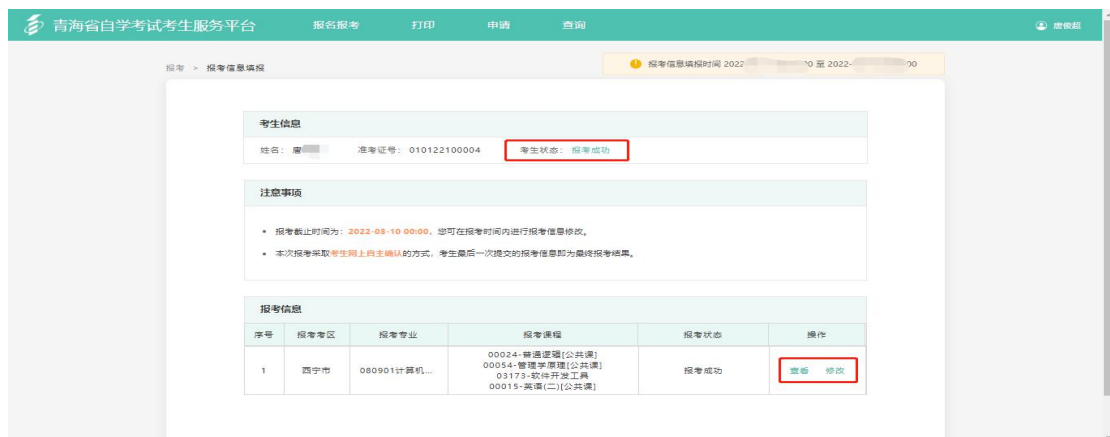 青海省自学考试考生服务平台 报名报考 打印 申请 查询 唐俊超
报考 > 报考信息填报 报考信息填报时间 2022 00 至 2022- 00
考生信息
姓名: 唐 准考证号: 010122100004 考生状态: 报考成功
注意事项
• 报考截止时间为: 2022-08-10 00:00, 您可在报考时间内进行报考信息修改。
• 本次报考采取考生网上自主确认的方式, 考生最后一次提交的报考信息即为最终报考结果。
报考信息
序号 报考考区 报考专业 报考课程 报考状态 操作
00024-普通逻辑[公共课]
00054-管理学原理[公共课]
1 西宁市 080901计算机... 03173-软件开发工具 报考成功 查看 修改
00015-英语(二)[公共课]